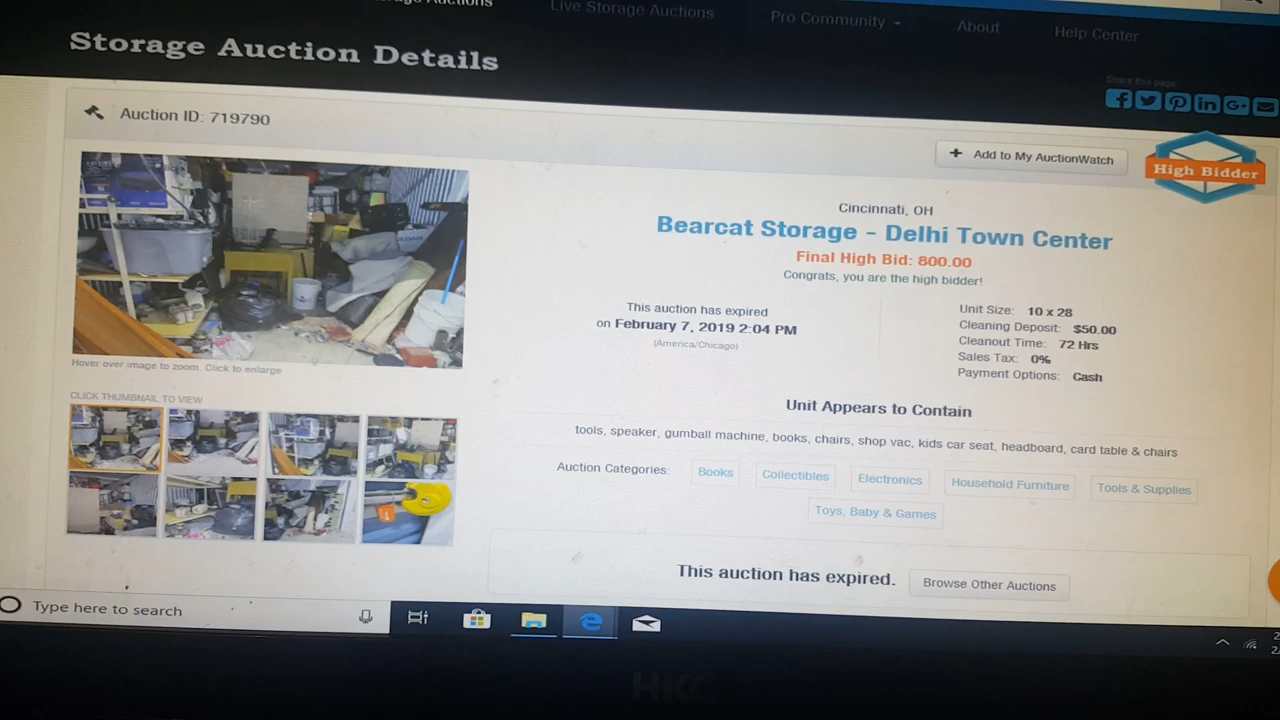 Auctions
Live Storage Auctions
Pro Community
About
Help Center
Storage Auction Details
Share this page
Auction ID: 719790
+ Add to My AuctionWatch
High Bidder
Cincinnati, OH
Bearcat Storage - Delhi Town Center
Final High Bid: 800.00
Congrats, you are the high bidder!
This auction has expired
on February 7, 2019 2:04 PM
(America/Chicago)
Unit Size: 10 x 28
Cleaning Deposit: $50.00
Cleanout Time: 72 Hrs
Sales Tax: 0%
Payment Options: Cash
Hover over image to zoom. Click to enlarge
CLICK THUMBNAIL TO VIEW
Unit Appears to Contain
tools, speaker, gumball machine, books, chairs, shop vac, kids car seat, headboard, card table & chairs
Auction Categories: Books Collectibles Electronics Household Furniture Tools & Supplies
Toys, Baby & Games
This auction has expired. Browse Other Auctions
Type here to search
HKC